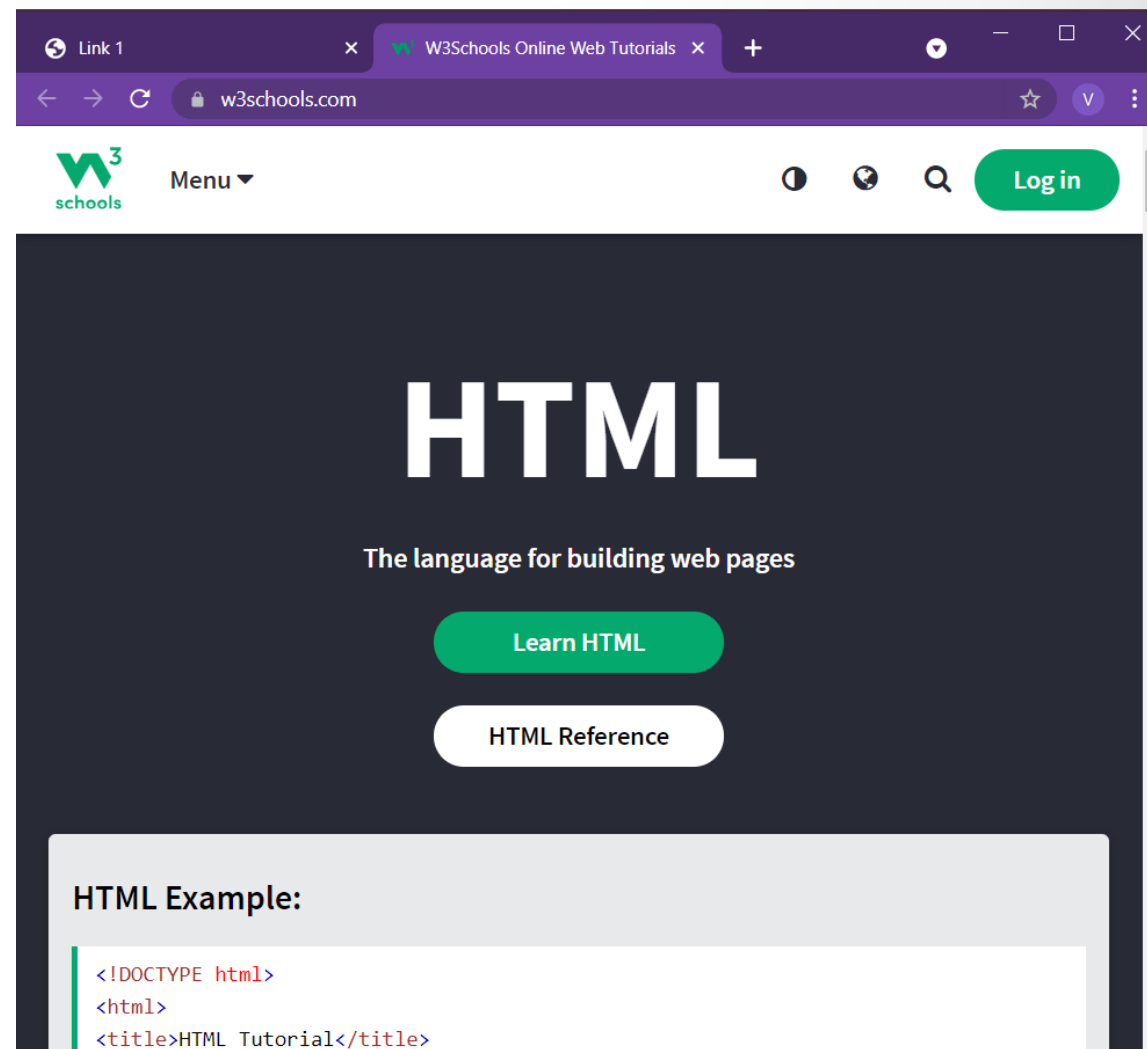 Link 1
W3Schools Online Web Tutorials
w3schools.com
V
W3
schools
Menu
Log in
HTML
The language for building web pages
Learn HTML
HTML Reference
HTML Example:
<!DOCTYPE html>
<html>
<title>HTML Tutorial</title>